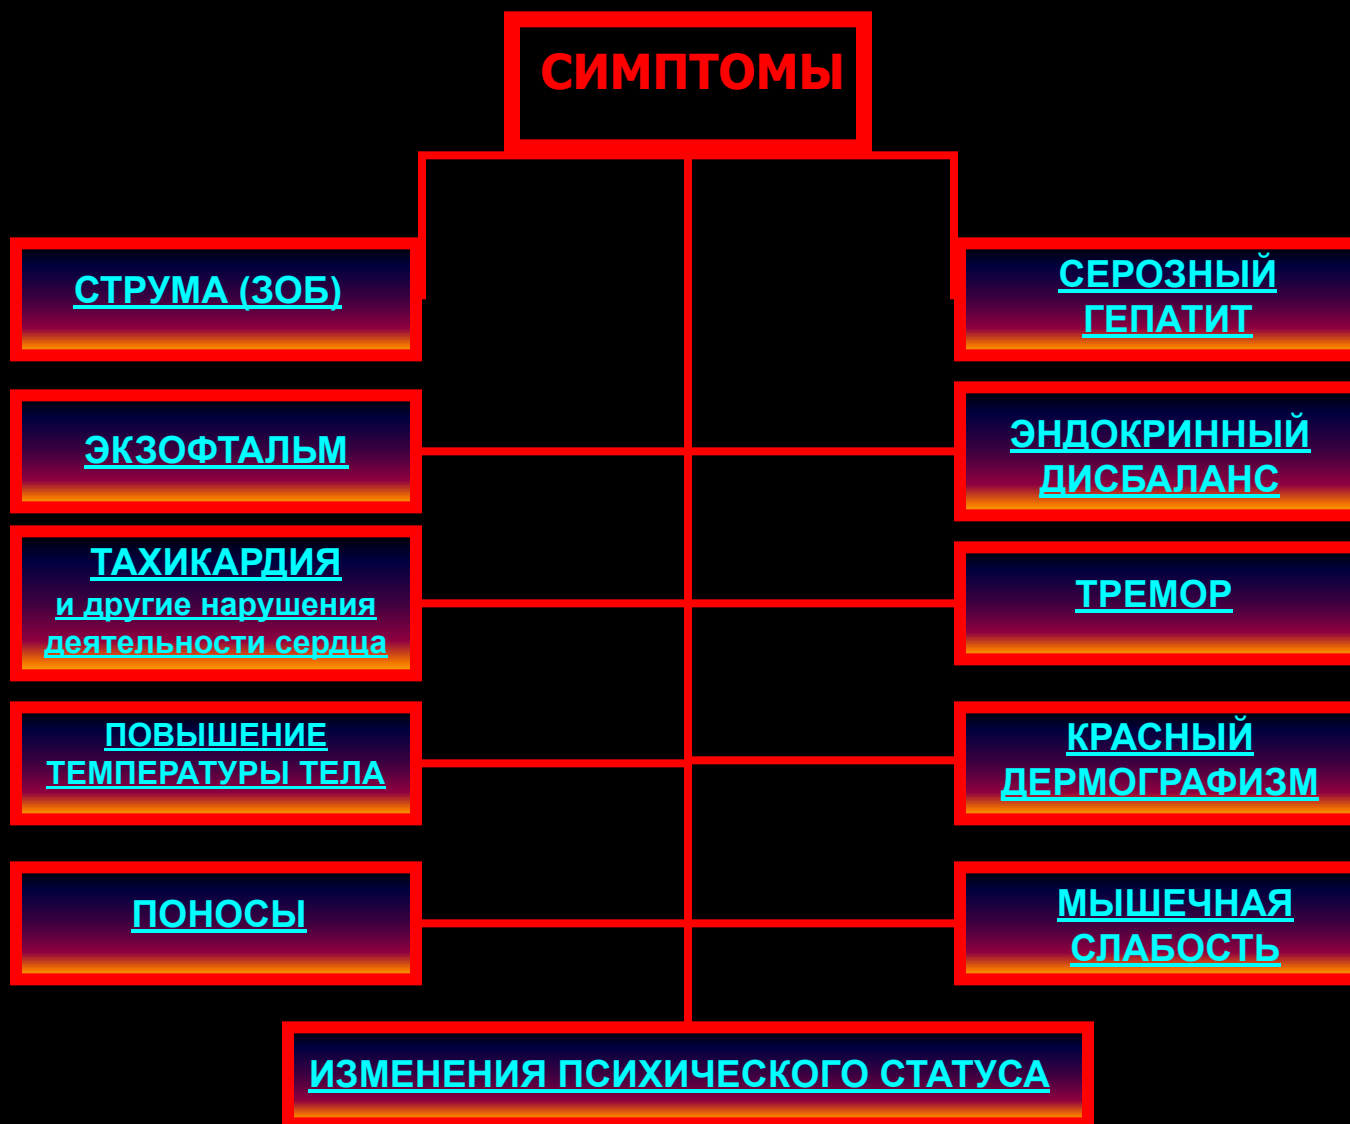 СИМПТОМЫ
СТРУМА (ЗОБ)
СЕРОЗНЫЙ
ГЕПАТИТ
ЭКЗОФТАЛЬМ
ЭНДОКРИННЫЙ
ДИСБАЛАНС
ТАХИКАРДИЯ
и другие нарушения
деятельности сердца
ТРЕМОР
ПОВЫШЕНИЕ
ТЕМПЕРАТУРЫ ТЕЛА
КРАСНЫЙ
ДЕРМОГРАФИЗМ
ПОНОСЫ
МЫШЕЧНАЯ
СЛАБОСТЬ
ИЗМЕНЕНИЯ ПСИХИЧЕСКОГО СТАТУСА